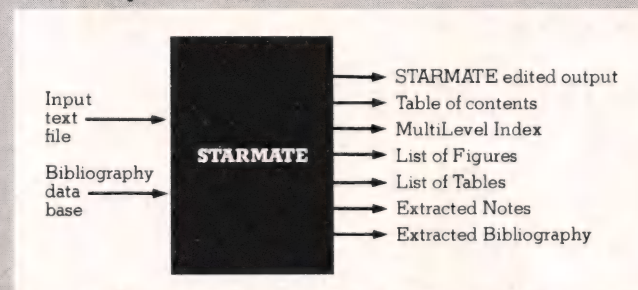 Input
text
file
Bibliography
data
base
STARMATE
STARMATE edited output
Table of contents
MultiLevel Index
List of Figures
List of Tables
Extracted Notes
Extracted Bibliography